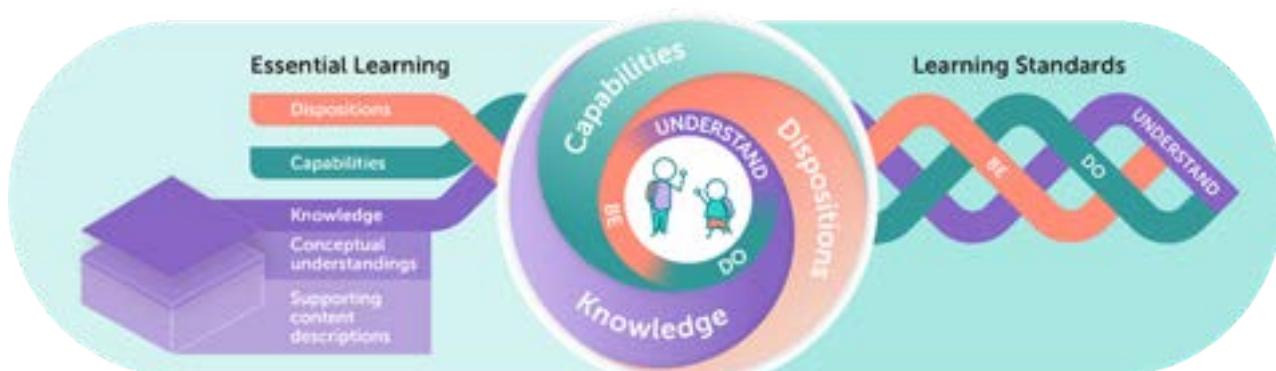 Essential Learning
Dispositions
Capabilities
Knowledge
Conceptual
understandings
Supporting
content
descriptions
Capabilities
Dispositions
Knowledge
UNDERSTAND
BE
DO
Learning Standards
BE
DO
UNDERSTAND